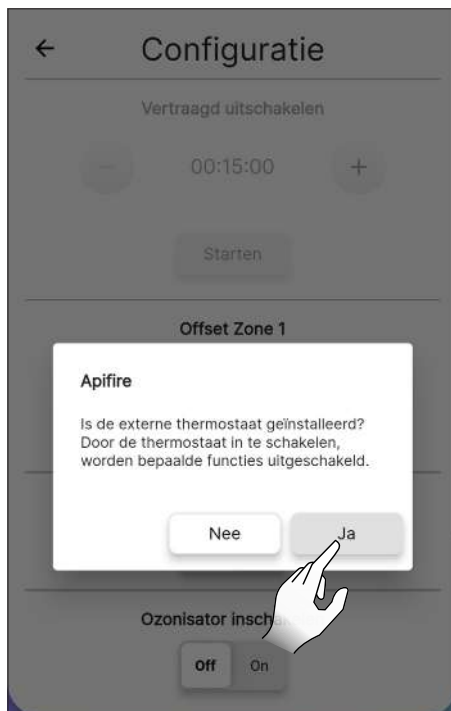 Configuratie
Vertraagd uitschakelen
00:15:00
Starten
Offset Zone 1
Apifire
Is de externe thermostaat geïnstalleerd?
Door de thermostaat in te schakelen,
worden bepaalde functies uitgeschakeld.
Nee Ja
Ozonisator insch
Off On